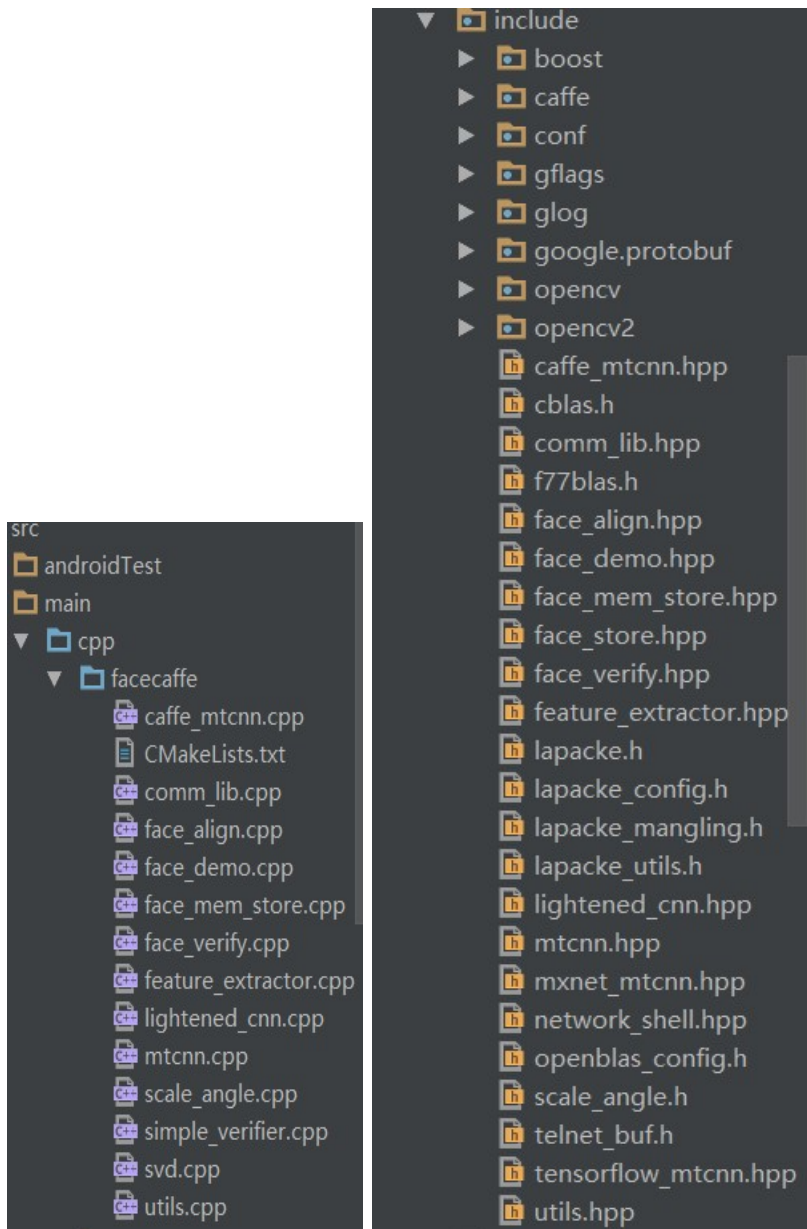 src
androidTest
main
cpp
facecaffe
caffe_mtcnn.cpp
CMakeLists.txt
comm_lib.cpp
face_align.cpp
face_demo.cpp
face_mem_store.cpp
face_verify.cpp
feature_extractor.cpp
lightened_cnn.cpp
mtcnn.cpp
scale_angle.cpp
simple_verifier.cpp
svd.cpp
utils.cpp
include
boost
caffe
conf
gflags
glog
google.protobuf
opencv
opencv2
caffe_mtcnn.hpp
cblas.h
comm_lib.hpp
f77blas.h
face_align.hpp
face_demo.hpp
face_mem_store.hpp
face_store.hpp
face_verify.hpp
feature_extractor.hpp
lapacke.h
lapacke_config.h
lapacke_mangling.h
lapacke_utils.h
lightened_cnn.hpp
mtcnn.hpp
mxnet_mtcnn.hpp
network_shell.hpp
openblas_config.h
scale_angle.h
telnet_buf.h
tensorflow_mtcnn.hpp
utils.hpp